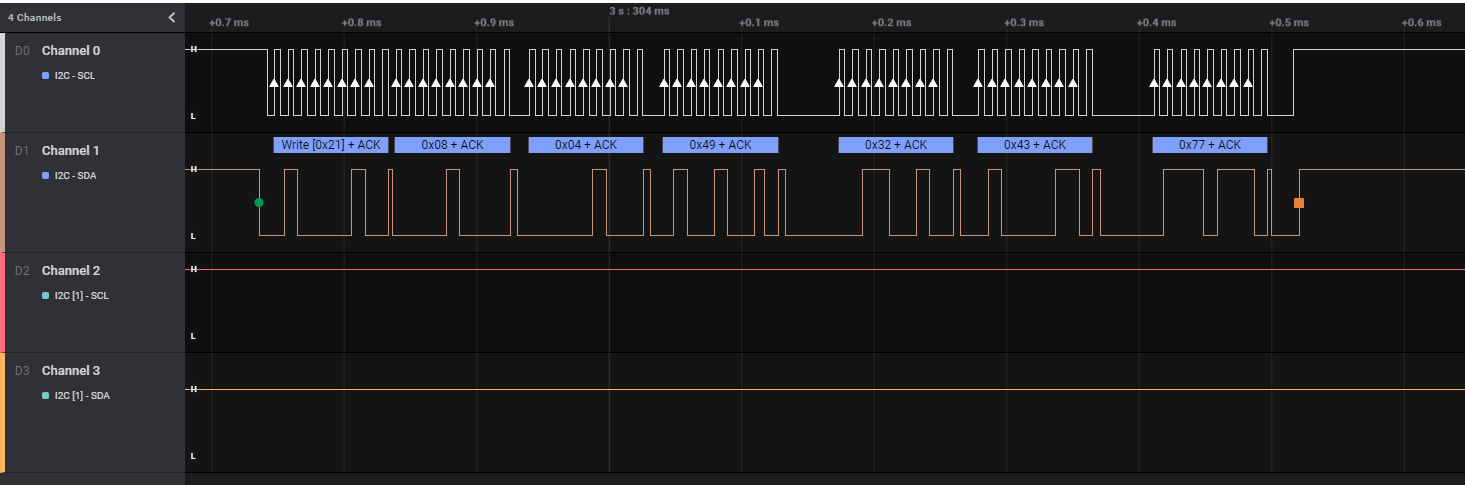 4 Channels
+0.7 ms +0.8 ms +0.9 ms 3 s : 304 ms +0.1 ms +0.2 ms +0.3 ms +0.4 ms +0.5 ms +0.6 ms
D0 Channel 0 H
I2C - SCL
L
Write [0x21] + ACK 0x08 + ACK 0x04 + ACK 0x49 + ACK 0x32 + ACK 0x43 + ACK 0x77 + ACK
D1 Channel 1 H
I2C - SDA
L
D2 Channel 2 H
I2C [1] - SCL
L
D3 Channel 3 H
I2C [1] - SDA
L